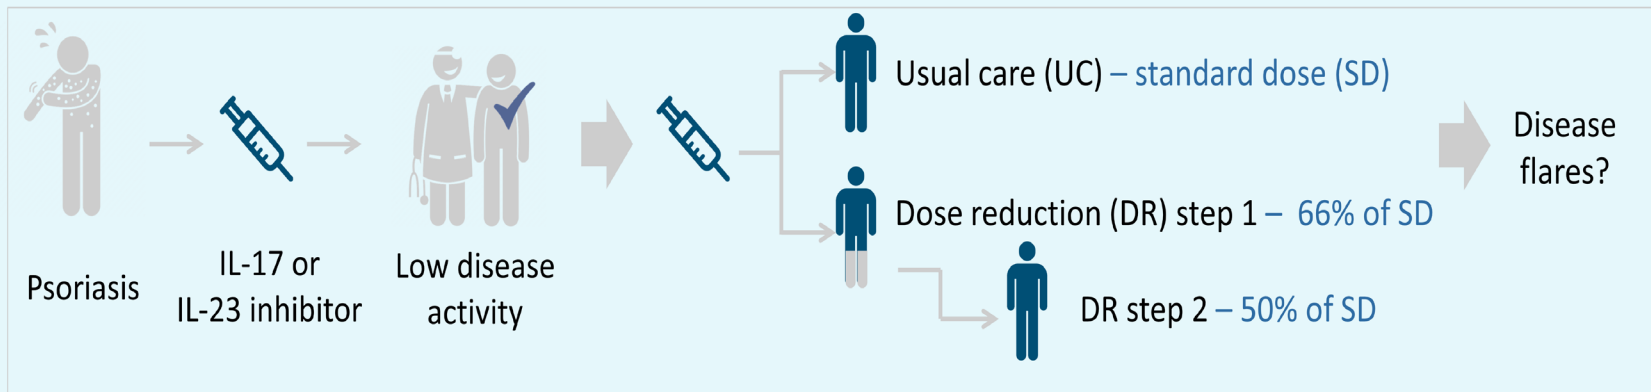 Psoriasis
IL-17 or
IL-23 inhibitor
Low disease
activity
Usual care (UC) – standard dose (SD)
Dose reduction (DR) step 1 – 66% of SD
DR step 2 – 50% of SD
Disease
flares?